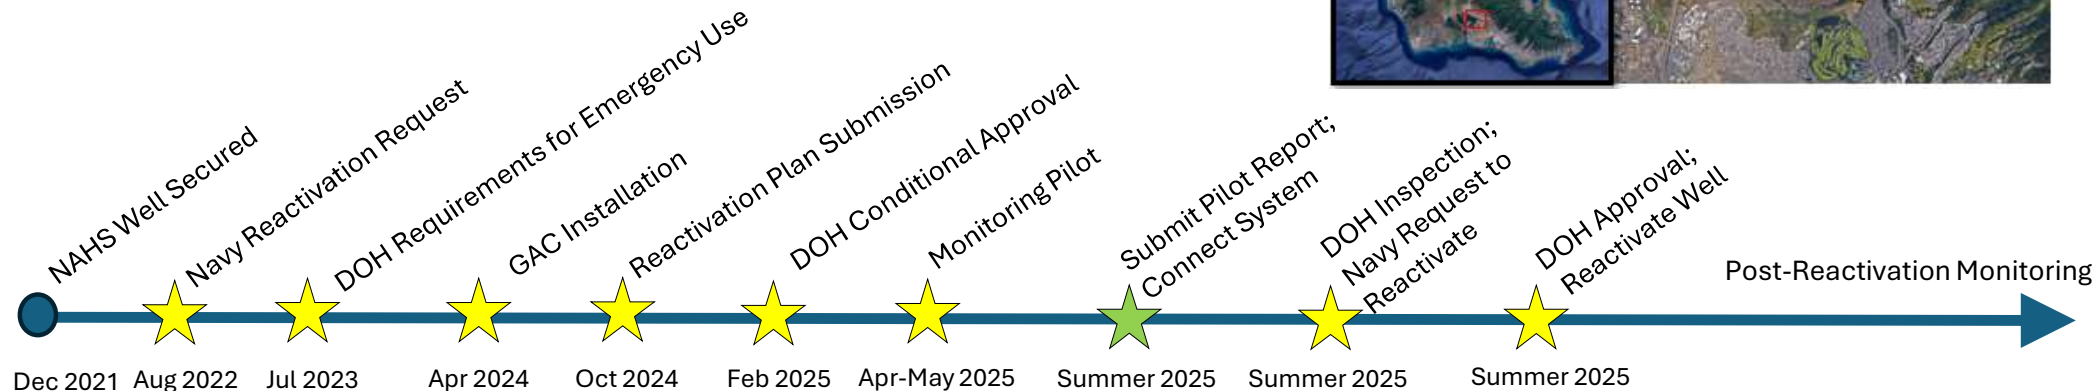 NAHS Well Secured
Navy Reactivation Request
DOH Requirements for Emergency Use
GAC Installation
Reactivation Plan Submission
DOH Conditional Approval
Monitoring Pilot
Submit Pilot Report;
Connect System
DOH Inspection;
Navy Request to
Reactivate
DOH Approval;
Reactivate Well
Post-Reactivation Monitoring
Dec 2021
Aug 2022
Jul 2023
Apr 2024
Oct 2024
Feb 2025
Apr-May 2025
Summer 2025
Summer 2025
Summer 2025